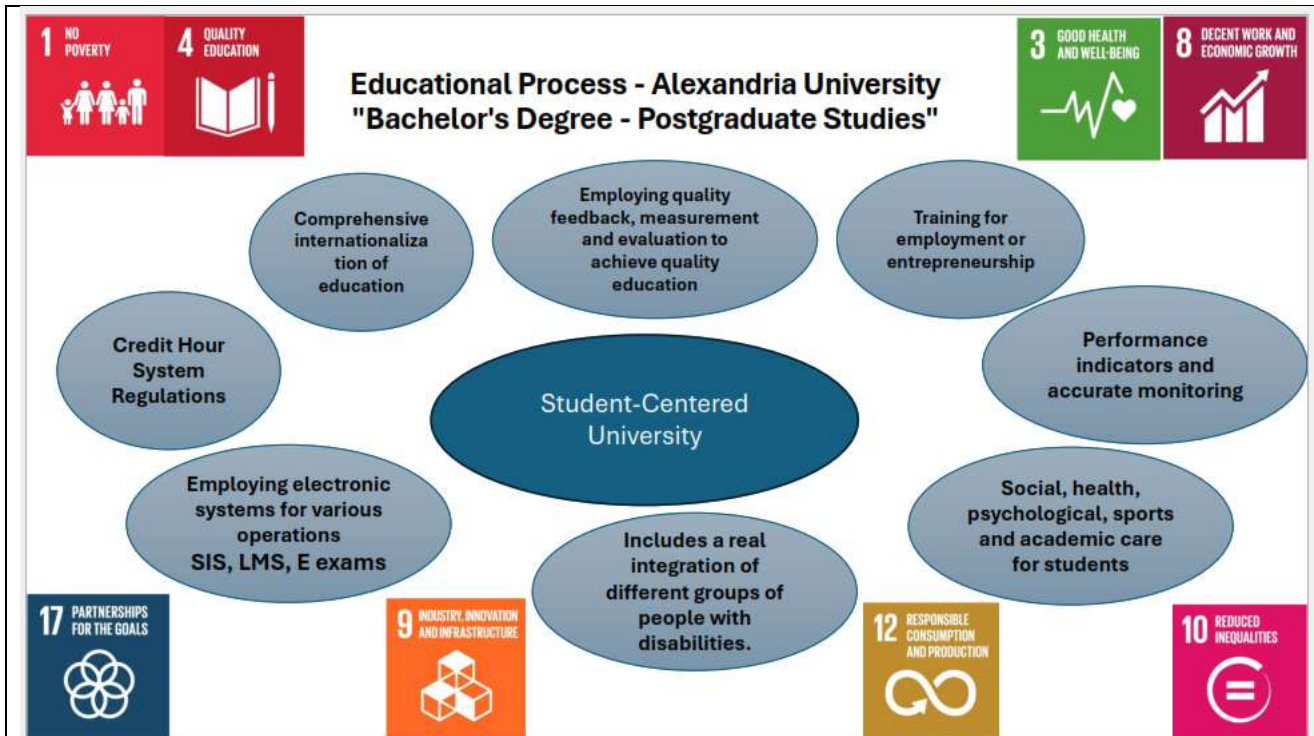 1 NO
POVERTY
4 QUALITY
EDUCATION
Educational Process - Alexandria University
"Bachelor's Degree - Postgraduate Studies"
3 GOOD HEALTH
AND WELL-BEING
8 DECENT WORK AND
ECONOMIC GROWTH
Comprehensive
internationaliza
tion of
education
Employing quality
feedback, measurement
and evaluation to
achieve quality
education
Training for
employment or
entrepreneurship
Credit Hour
System
Regulations
Student-Centered
University
Performance
indicators and
accurate monitoring
Employing electronic
systems for various
operations
SIS, LMS, E exams
Includes a real
integration of
different groups of
people with
disabilities.
Social, health,
psychological, sports
and academic care
for students
17 PARTNERSHIPS
FOR THE GOALS
9 INDUSTRY, INNOVATION
AND INFRASTRUCTURE
12 RESPONSIBLE
CONSUMPTION
AND PRODUCTION
10 REDUCED
INEQUALITIES